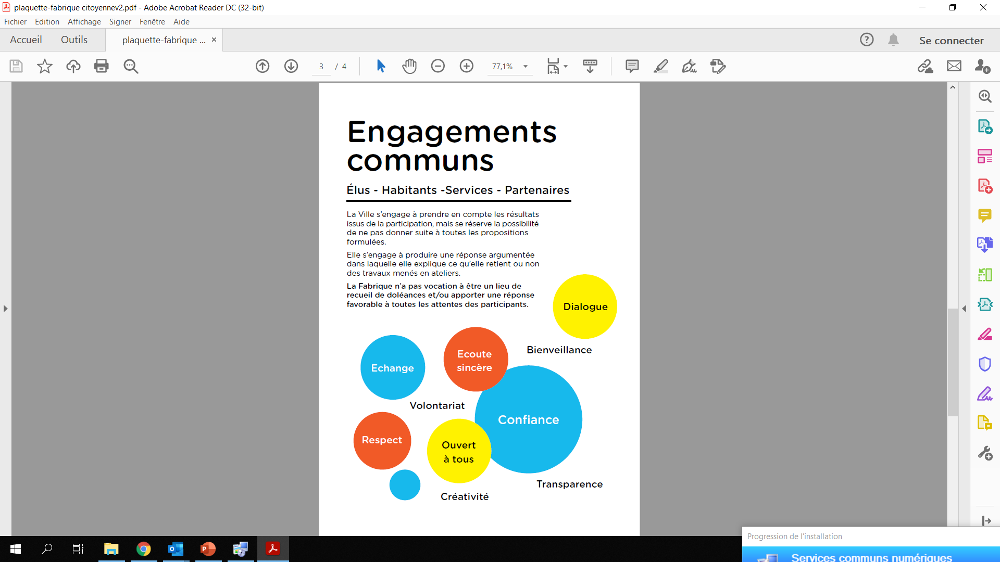 plaquette-fabrique citoyennev2.pdf - Adobe Acrobat Reader DC (32-bit)
Fichier Edition Affichage Signer Fenêtre Aide
Accueil Outils plaquette-fabrique ... × Se connecter
3 / 4 77,1%
Engagements
communs
Élus - Habitants -Services - Partenaires
La Ville s'engage à prendre en compte les résultats
issus de la participation, mais se réserve la possibilité
de ne pas donner suite à toutes les propositions
formulées.
Elle s'engage à produire une réponse argumentée
dans laquelle elle explique ce qu'elle retient ou non
des travaux menés en ateliers.
La Fabrique n'a pas vocation à être un lieu de
recueil de doléances et/ou apporter une réponse
favorable à toutes les attentes des participants.
Dialogue
Bienveillance
Ecoute
sincère
Echange
Volontariat
Confiance
Respect
Ouvert
à tous
Transparence
Créativité
Progression de l'installation
Services communs numériques